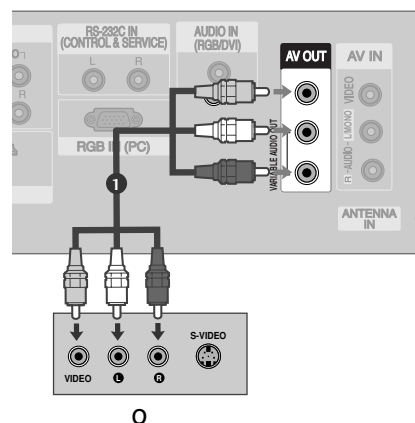 RS-232C IN
(CONTROL & SERVICE)
L R
AUDIO IN
(RGB/DVI)
AV OUT
AV IN
R
RGB IN (PC)
VARIABLE AUDIO OUT
VIDEO
L/MONO
R -AUDIO-
ANTENNA
IN
1
S-VIDEO
VIDEO
L
R
O